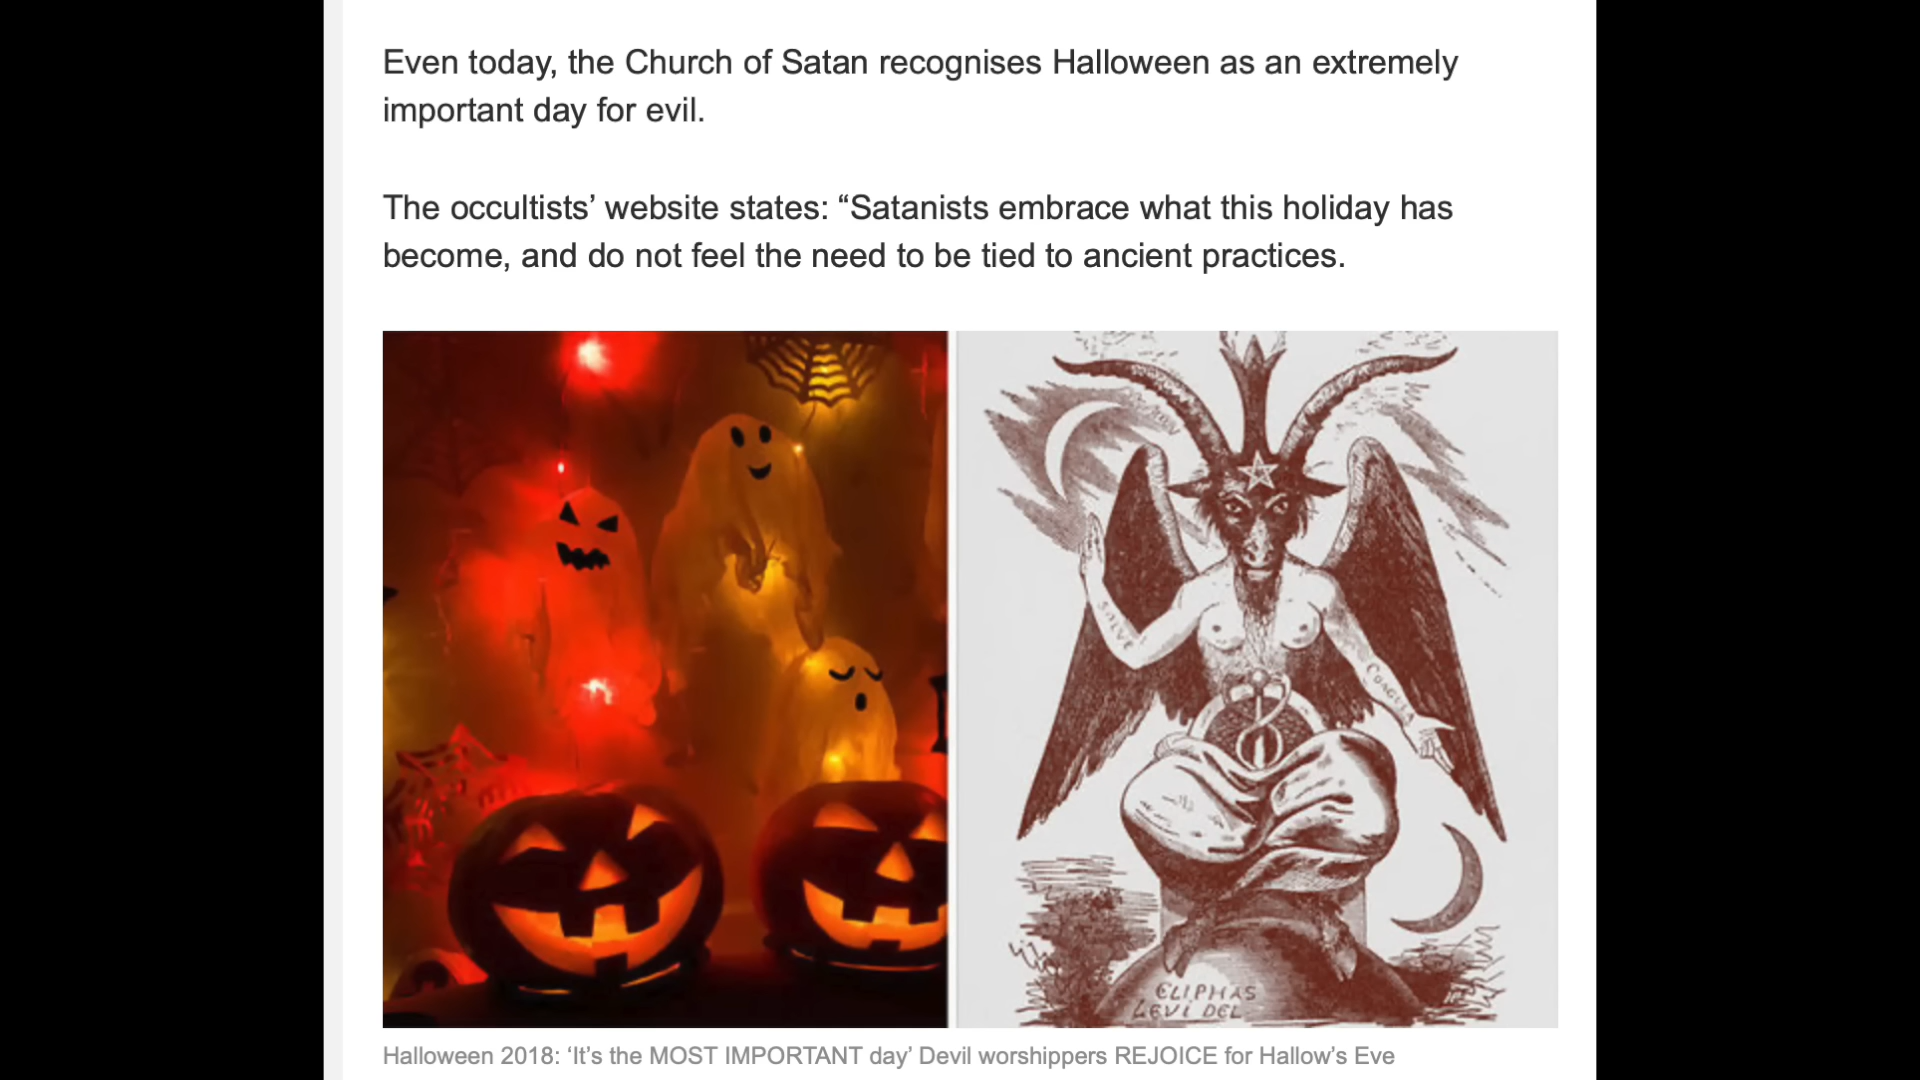 Even today, the Church of Satan recognises Halloween as an extremely
important day for evil.
The occultists’ website states: “Satanists embrace what this holiday has
become, and do not feel the need to be tied to ancient practices.
SOLVE
COAGULA
ELIPHAS
LEVI DEL
Halloween 2018: ‘It’s the MOST IMPORTANT day’ Devil worshippers REJOICE for Hallow’s Eve